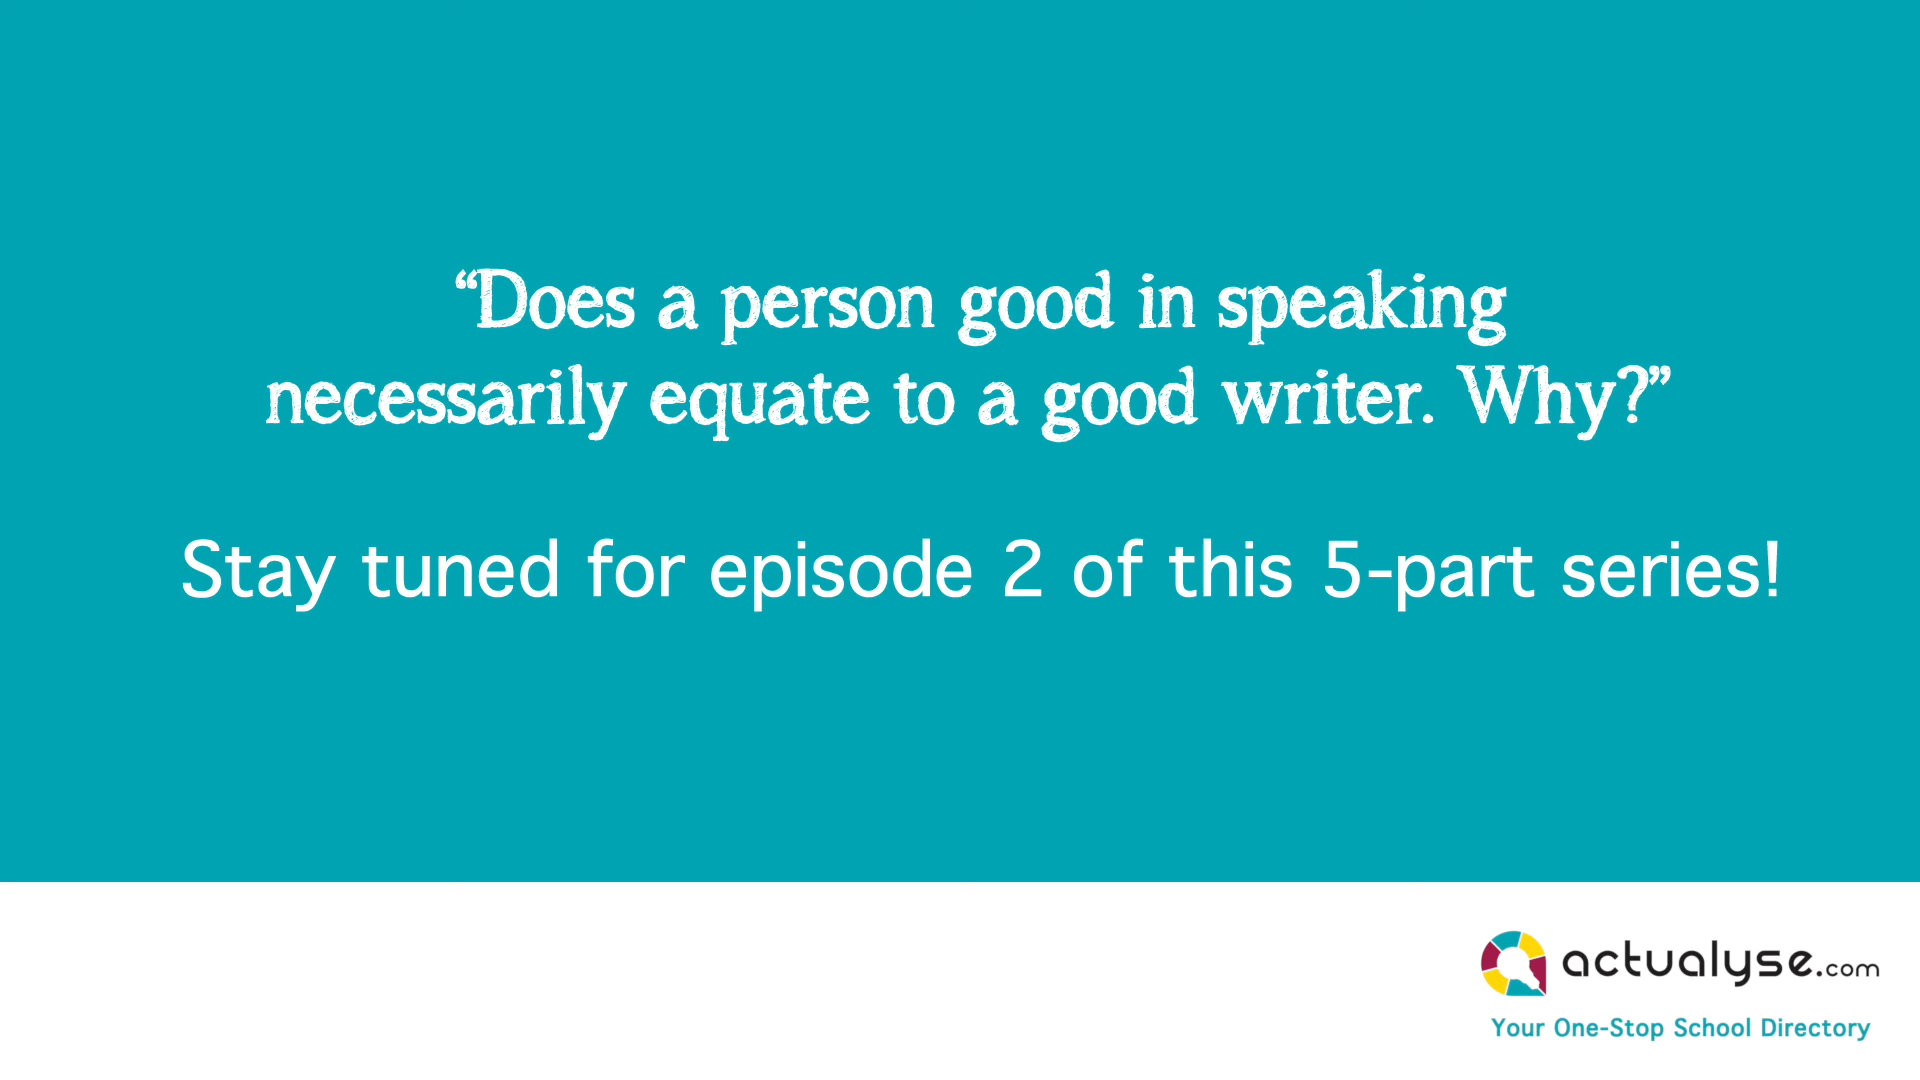 “Does a person good in speaking
necessarily equate to a good writer. Why?”
Stay tuned for episode 2 of this 5-part series!
actualyse.com
Your One-Stop School Directory